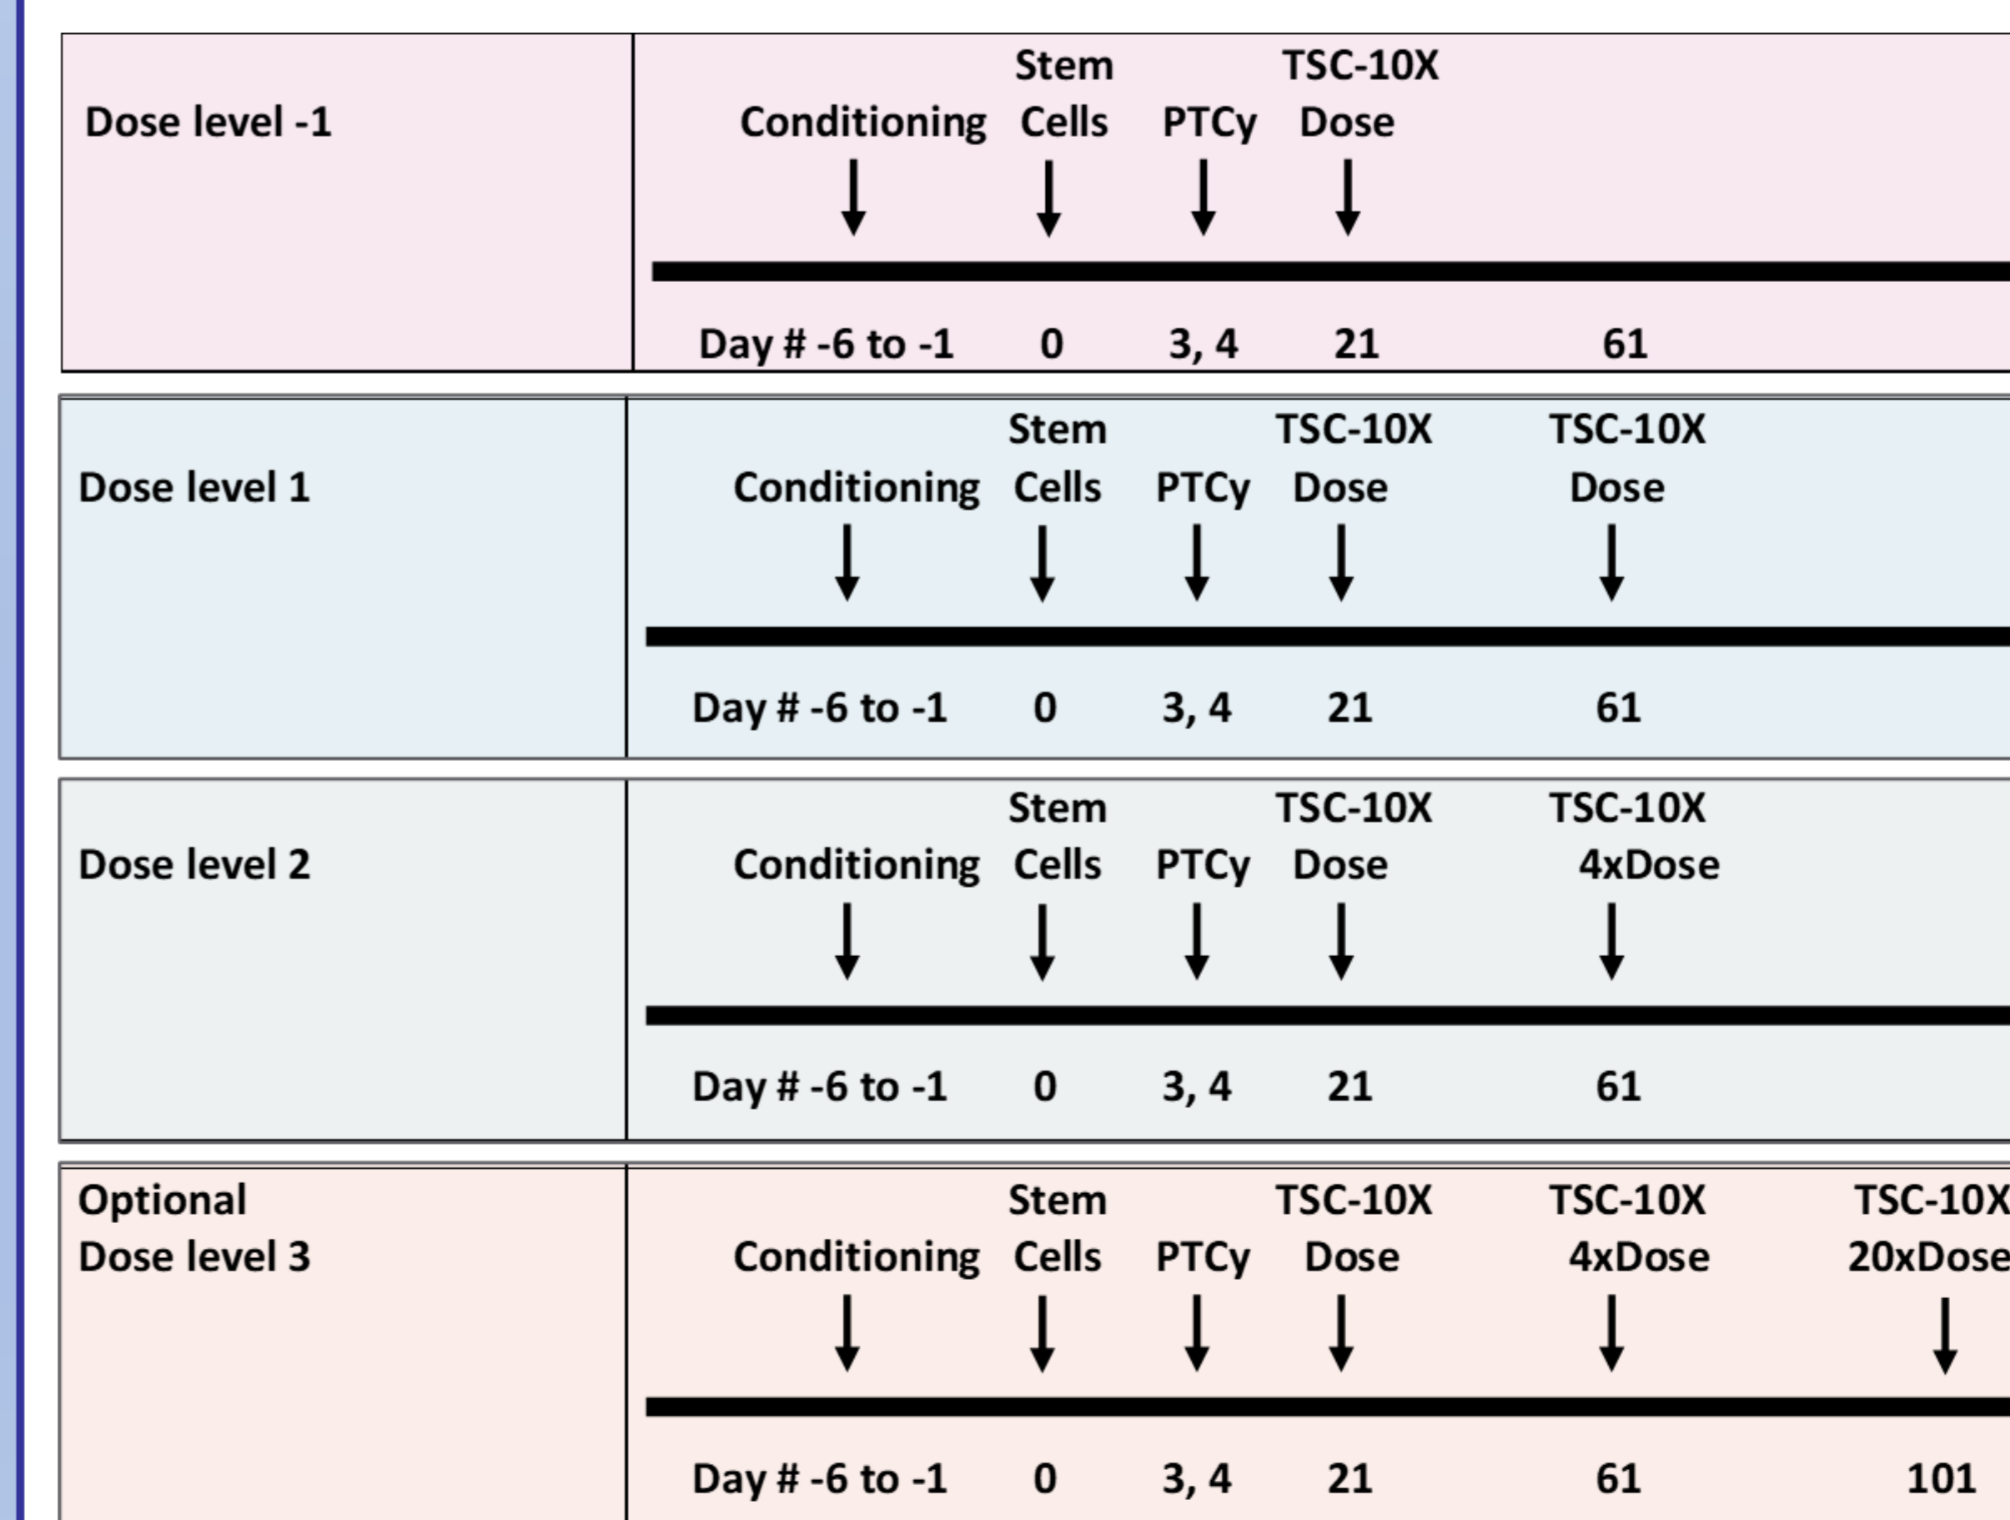 Dose level -1
Stem TSC-10X
Conditioning Cells PTCy Dose
Day # -6 to -1 0 3, 4 21 61
Dose level 1
Stem TSC-10X TSC-10X
Conditioning Cells PTCy Dose Dose
Day # -6 to -1 0 3, 4 21 61
Dose level 2
Stem TSC-10X TSC-10X
Conditioning Cells PTCy Dose 4xDose
Day # -6 to -1 0 3, 4 21 61
Optional
Dose level 3
Stem TSC-10X TSC-10X TSC-10X
Conditioning Cells PTCy Dose 4xDose 20xDose
Day # -6 to -1 0 3, 4 21 61 101